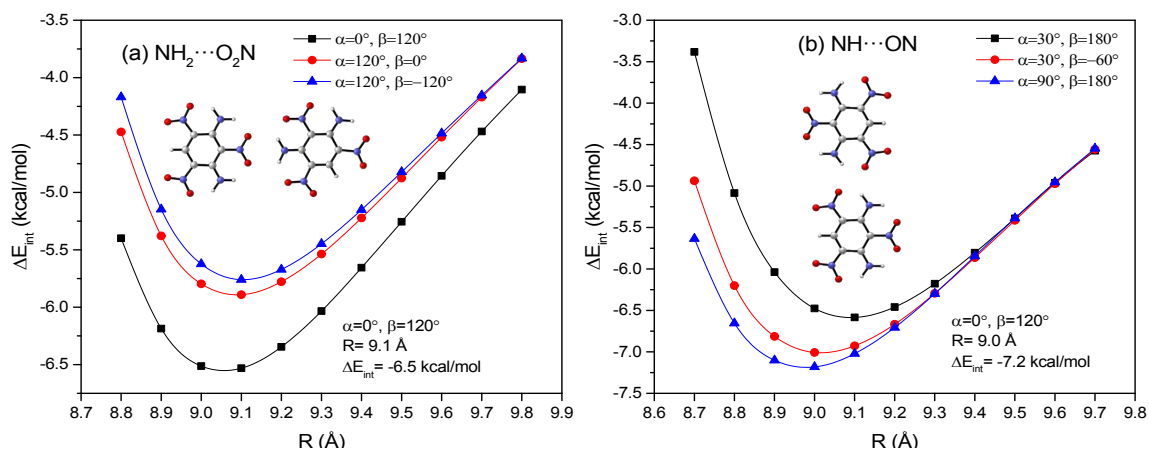 (a) NH2···O2N
α=0°, β=120°
α=120°, β=0°
α=120°, β=−120°
α=0°, β=120°
R= 9.1 Å
ΔEint= -6.5 kcal/mol
-3.5
-4.0
-4.5
-5.0
-5.5
-6.0
-6.5
ΔEint (kcal/mol)
8.7 8.8 8.9 9.0 9.1 9.2 9.3 9.4 9.5 9.6 9.7 9.8 9.9
R (Å)
(b) NH···ON
α=30°, β=180°
α=30°, β=−60°
α=90°, β=180°
α=0°, β=120°
R= 9.0 Å
ΔEint= -7.2 kcal/mol
-3.0
-3.5
-4.0
-4.5
-5.0
-5.5
-6.0
-6.5
-7.0
-7.5
ΔEint (kcal/mol)
8.6 8.7 8.8 8.9 9.0 9.1 9.2 9.3 9.4 9.5 9.6 9.7 9.8
R (Å)